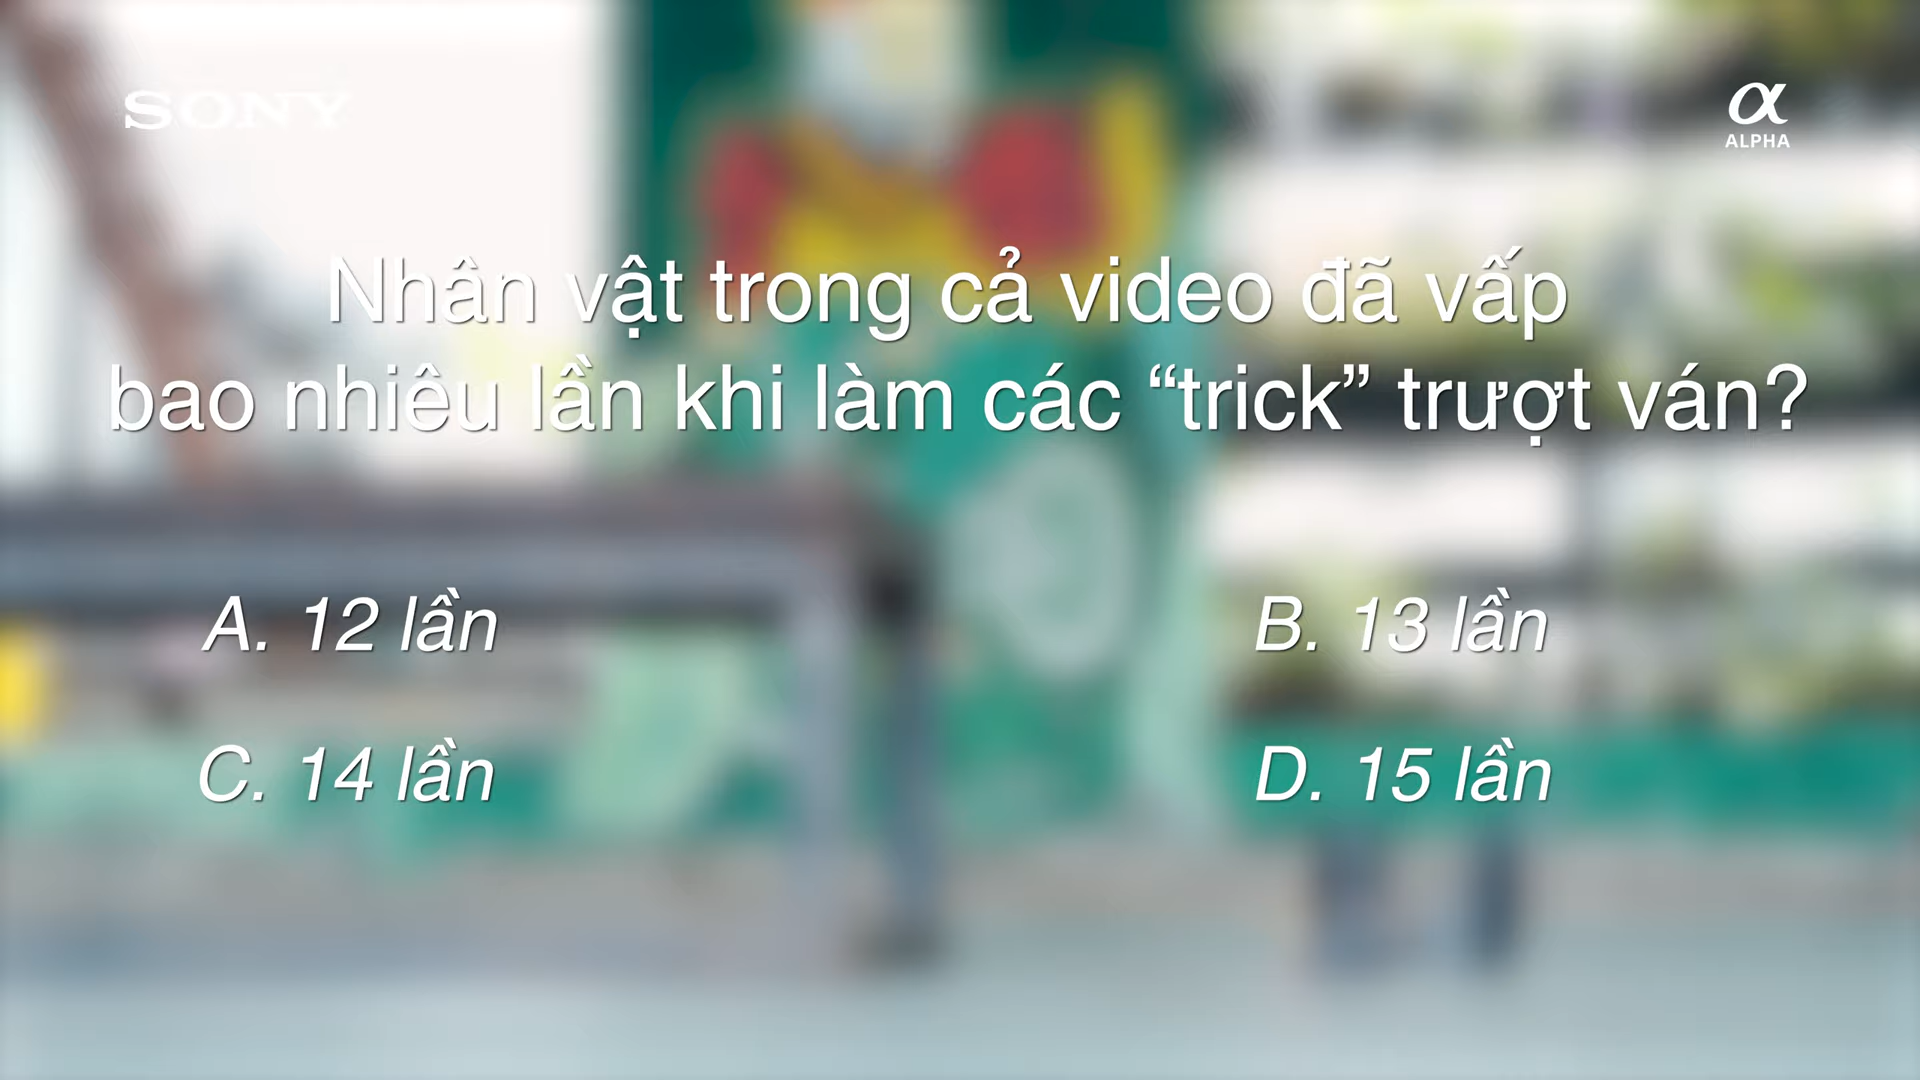 SONY
α
ALPHA
Nhân vật trong cả video đã vấp
bao nhiêu lần khi làm các “trick” trượt ván?
A. 12 lần
B. 13 lần
C. 14 lần
D. 15 lần